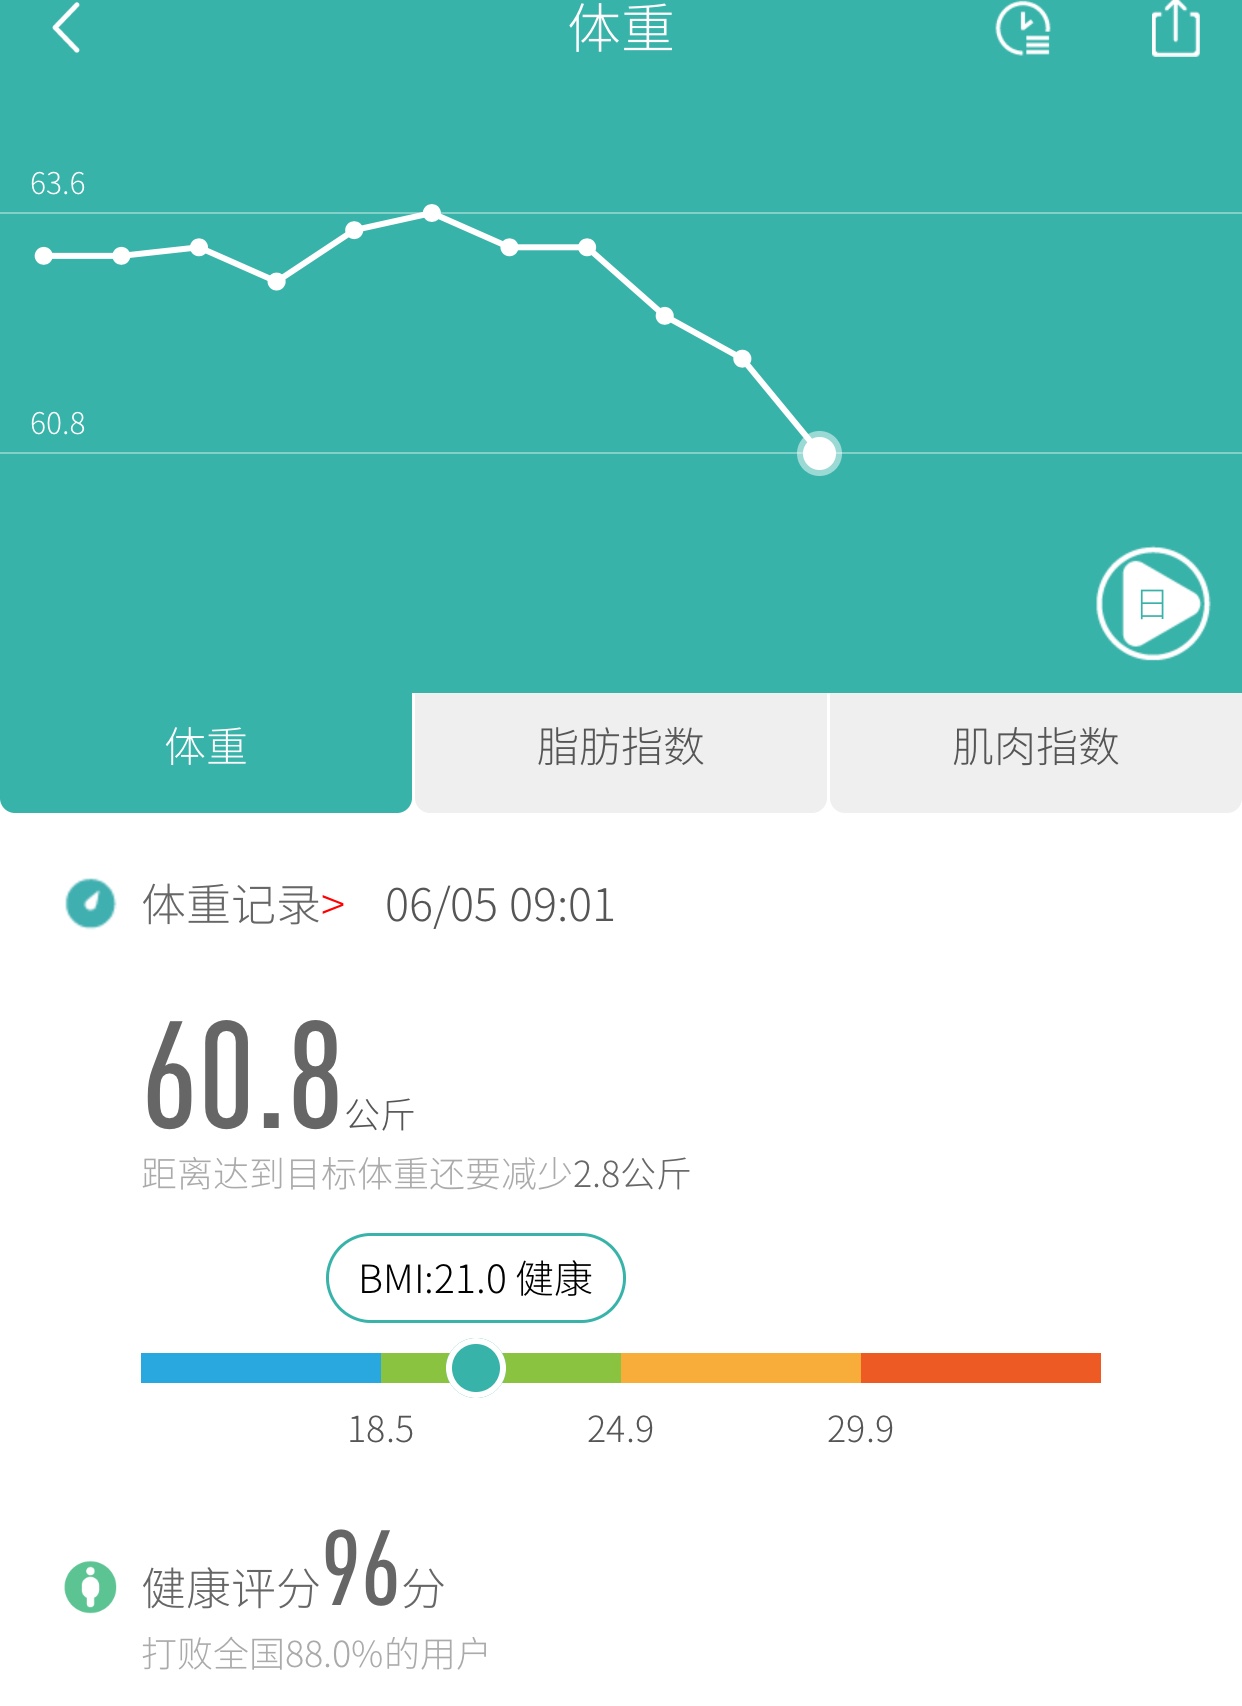 体重
63.6
60.8
日
体重
脂肪指数
肌肉指数
体重记录> 06/05 09:01
60.8公斤
距离达到目标体重还要减少2.8公斤
BMI:21.0 健康
18.5 24.9 29.9
健康评分96分
打败全国88.0%的用户